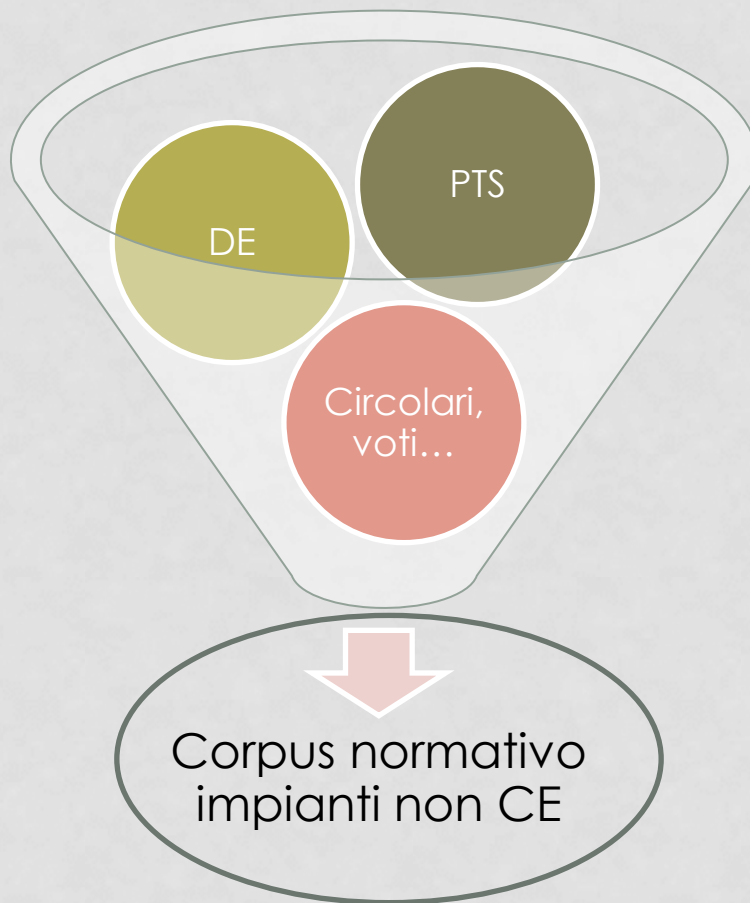 PTS
DE
Circolari,
voti...
Corpus normativo
impianti non CE